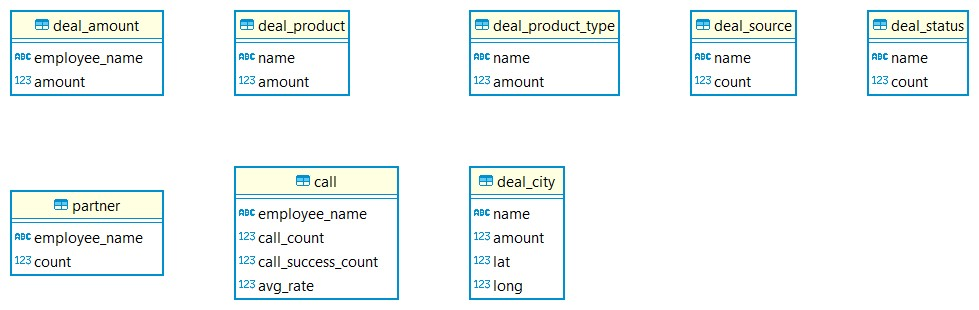 deal_amount
ABC employee_name
123 amount
deal_product
ABC name
123 amount
deal_product_type
ABC name
123 amount
deal_source
ABC name
123 count
deal_status
ABC name
123 count
partner
ABC employee_name
123 count
call
ABC employee_name
123 call_count
123 call_success_count
123 avg_rate
deal_city
ABC name
123 amount
123 lat
123 long